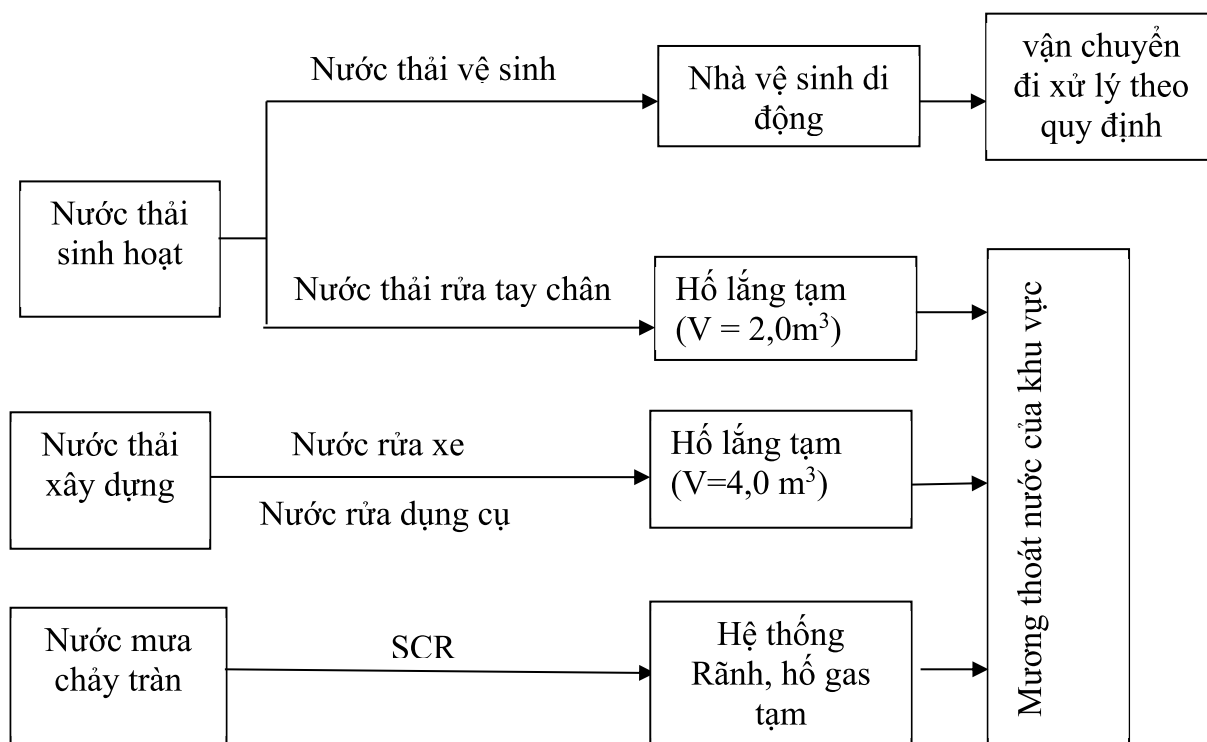 Nước thải vệ sinh
Nhà vệ sinh di
động
vận chuyển
đi xử lý theo
quy định
Nước thải
sinh hoạt
Nước thải rửa tay chân
Hố lắng tạm
(V = 2,0m³)
Nước thải
xây dựng
Nước rửa xe
Nước rửa dụng cụ
Hố lắng tạm
(V=4,0 m³)
Mương thoát nước của khu vực
Nước mưa
chảy tràn
SCR
Hệ thống
Rãnh, hố gas
tạm